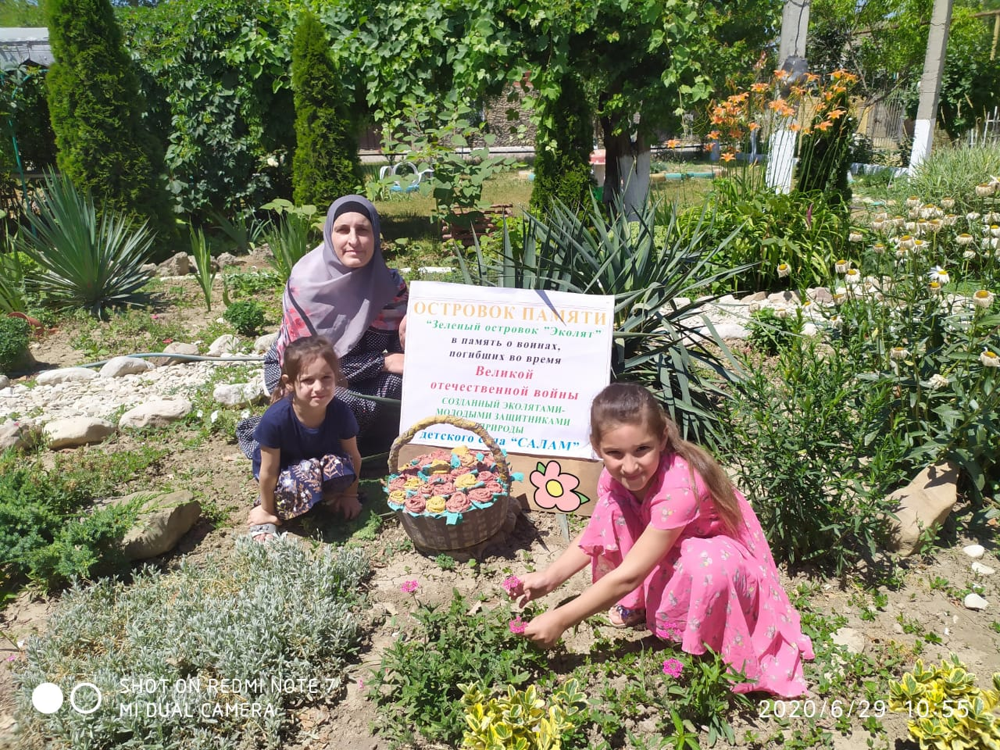 ОСТРОВОК ПАМЯТИ
“Зеленый островок ”Эколят”
в память о воинах,
погибших во время
Великой
отечественной войны
СОЗДАННЫЙ ЭКОЛЯТАМИ-
МОЛОДЫМИ ЗАЩИТНИКАМИ
ПРИРОДЫ
детского сада “САЛАМ”
SHOT ON REDMI NOTE 7
MI DUAL CAMERA
2020/6/29 10:55